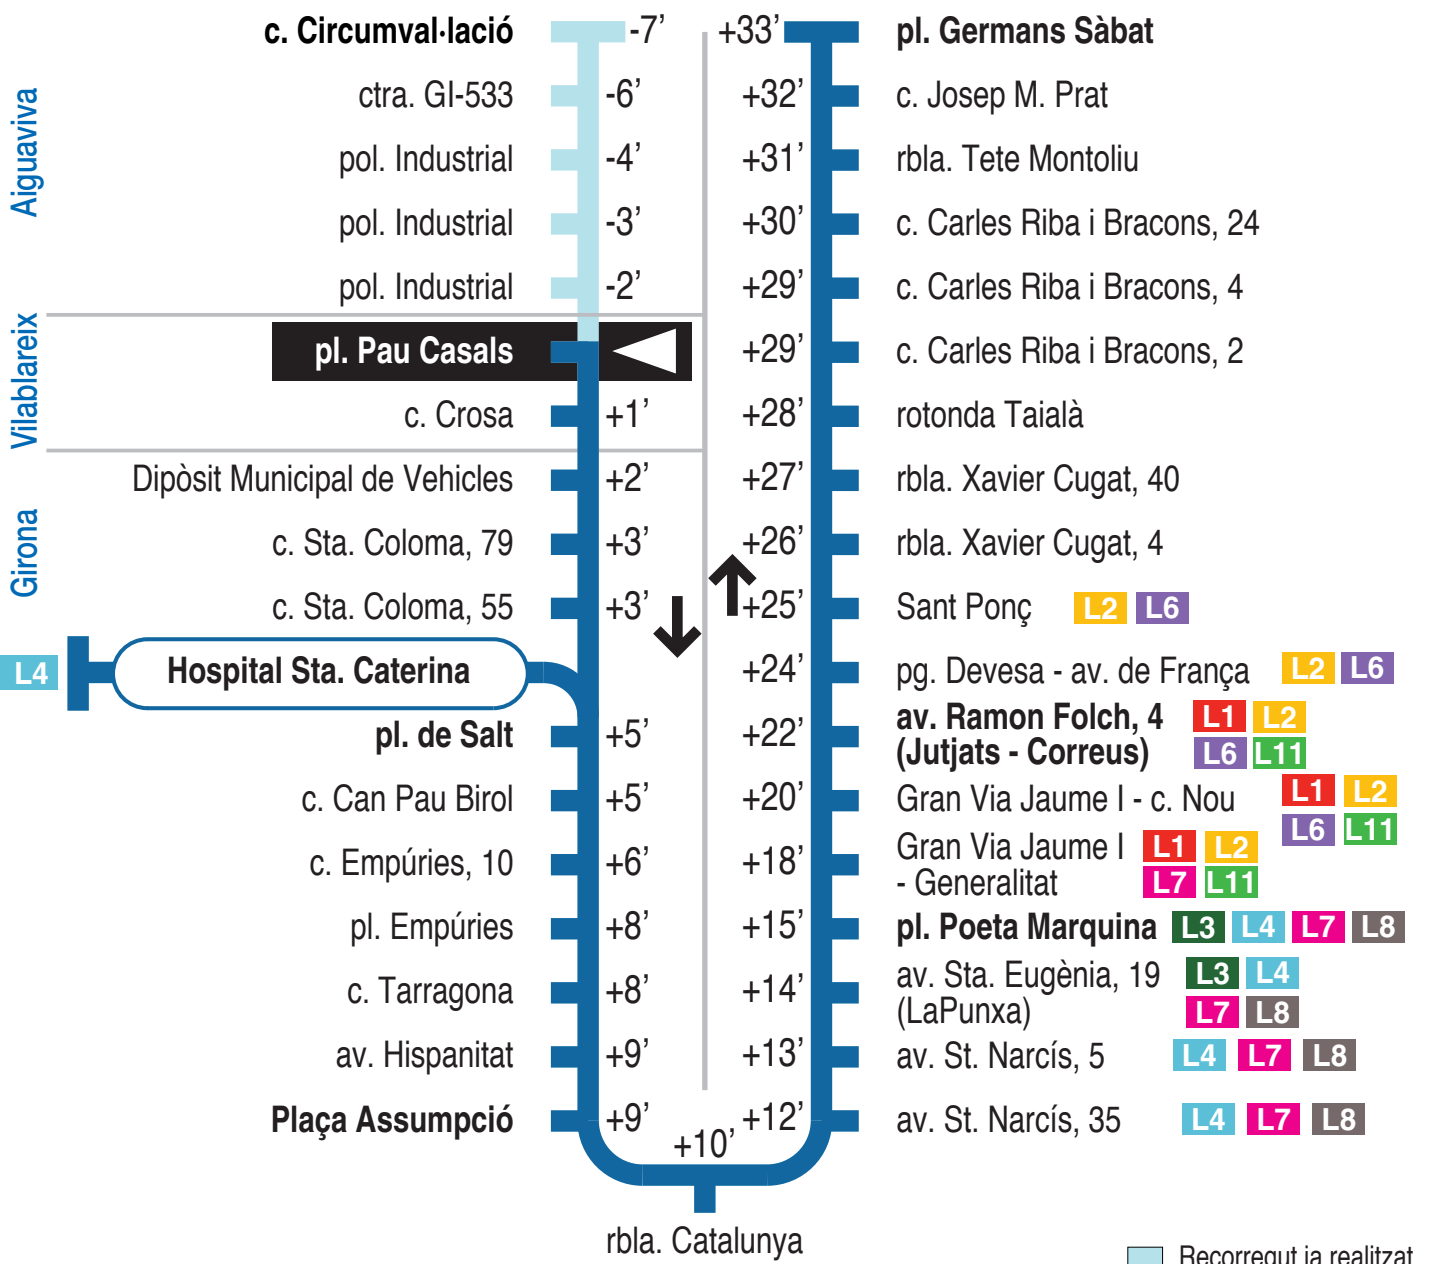 Aiguaviva
c. Circumval·lació -7’
ctra. GI-533 -6’
pol. Industrial -4’
pol. Industrial -3’
pol. Industrial -2’
Vilablareix
pl. Pau Casals
c. Crosa +1’
Girona
Dipòsit Municipal de Vehicles +2’
c. Sta. Coloma, 79 +3’
c. Sta. Coloma, 55 +3’
L4 Hospital Sta. Caterina
pl. de Salt +5’
c. Can Pau Birol +5’
c. Empúries, 10 +6’
pl. Empúries +8’
c. Tarragona +8’
av. Hispanitat +9’
Plaça Assumpció +9’
+10’
rbla. Catalunya
+33’ pl. Germans Sàbat
+32’ c. Josep M. Prat
+31’ rbla. Tete Montoliu
+30’ c. Carles Riba i Bracons, 24
+29’ c. Carles Riba i Bracons, 4
+29’ c. Carles Riba i Bracons, 2
+28’ rotonda Taialà
+27’ rbla. Xavier Cugat, 40
+26’ rbla. Xavier Cugat, 4
+25’ Sant Ponç L2 L6
+24’ pg. Devesa - av. de França L2 L6
+22’ av. Ramon Folch, 4 L1 L2
(Jutjats - Correus) L6 L11
+20’ Gran Via Jaume I - c. Nou L1 L2
L6 L11
+18’ Gran Via Jaume I L1 L2
- Generalitat L7 L11
+15’ pl. Poeta Marquina L3 L4 L7 L8
+14’ av. Sta. Eugènia, 19 L3 L4
(LaPunxa) L7 L8
+13’ av. St. Narcís, 5 L4 L7 L8
+12’ av. St. Narcís, 35 L4 L7 L8
Recorregut ja realitzat